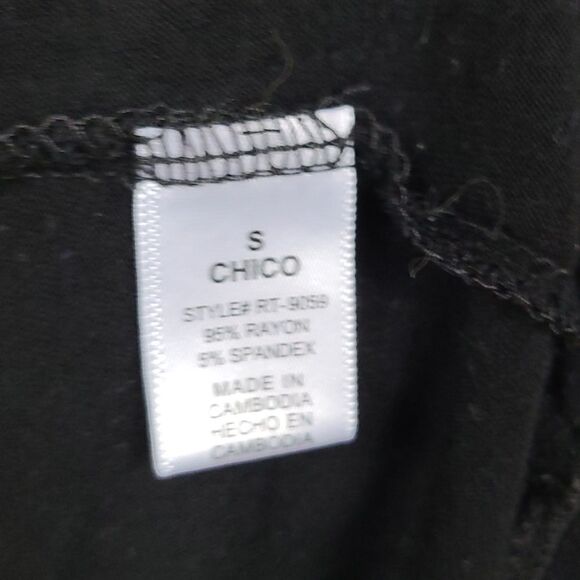 S
CHICO
STYLE# RT-9059
95% RAYON
5% SPANDEX
MADE IN
CAMBODIA
HECHO EN
CAMBODIA